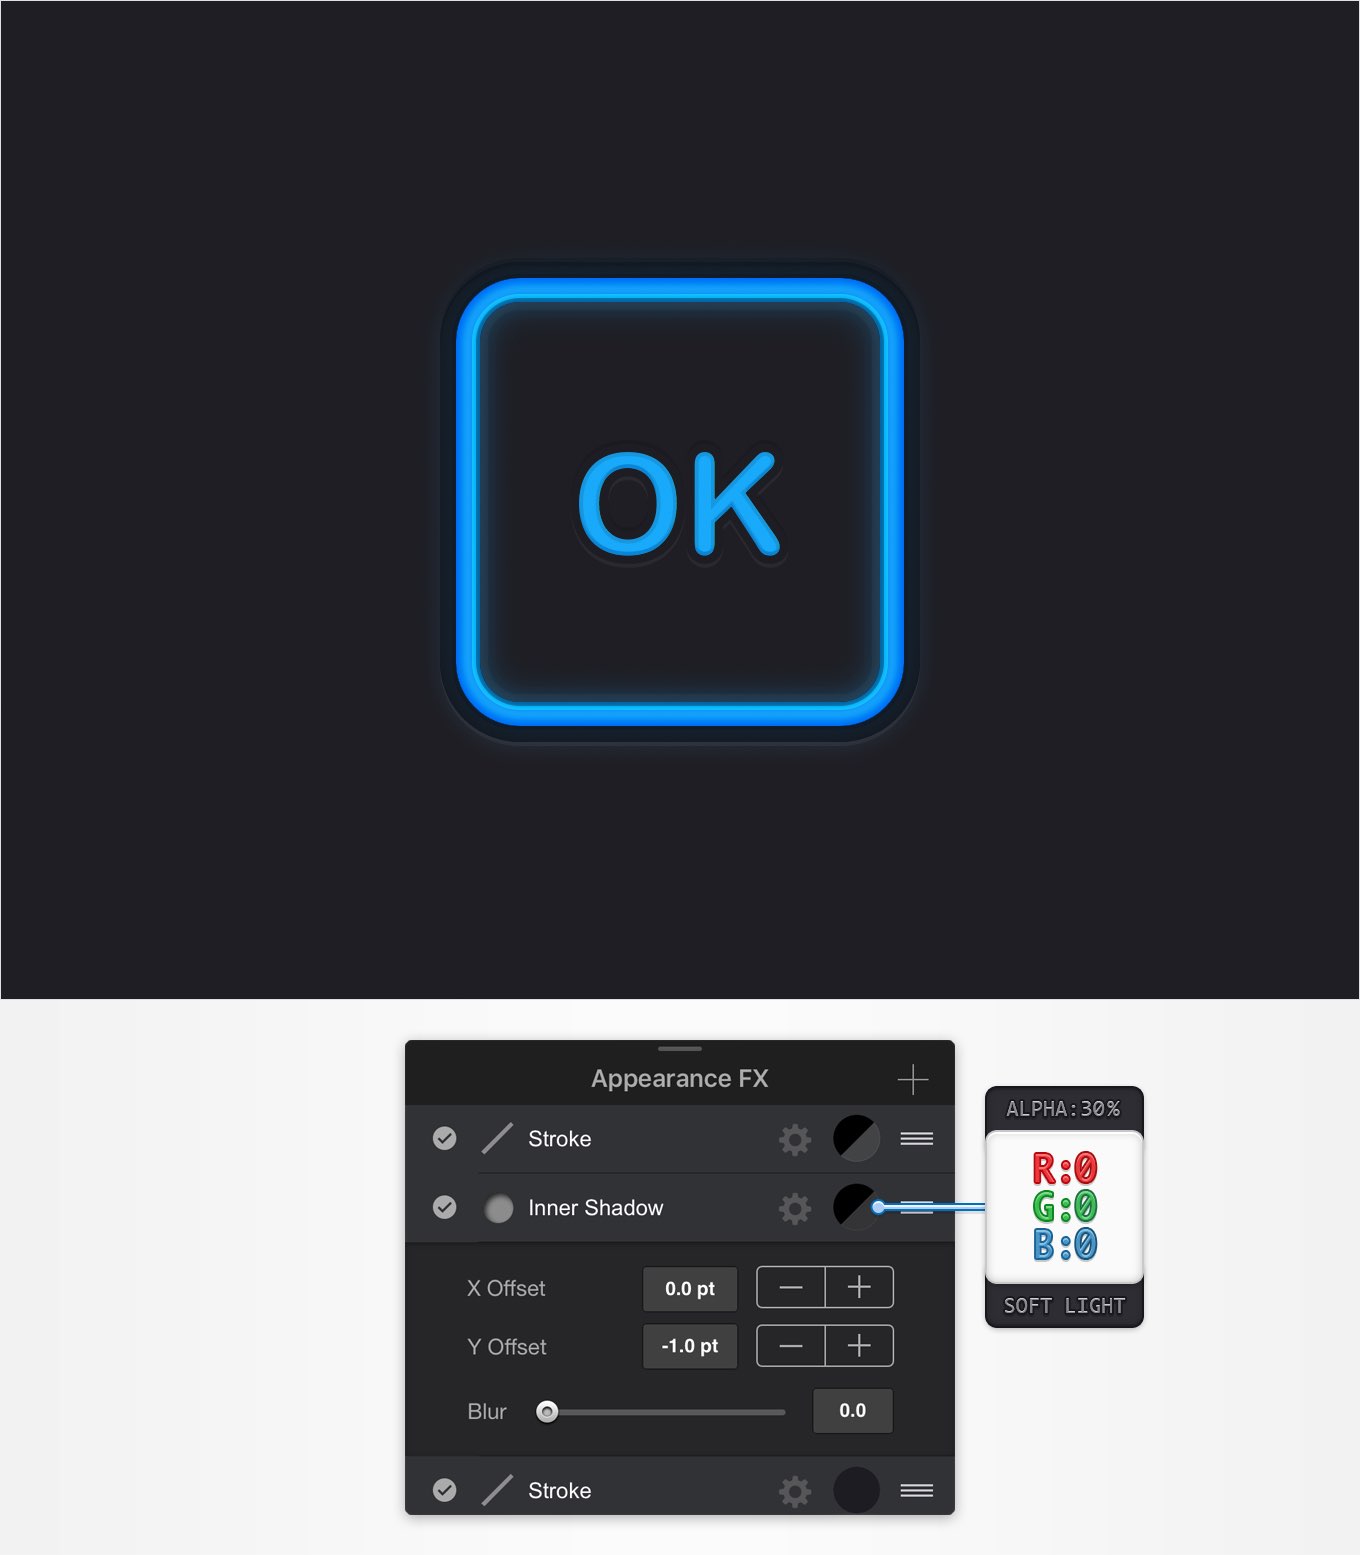 OK
Appearance FX
Stroke
Inner Shadow
X Offset 0.0 pt
Y Offset -1.0 pt
Blur 0.0
Stroke
ALPHA:30%
R:0
G:0
B:0
SOFT LIGHT